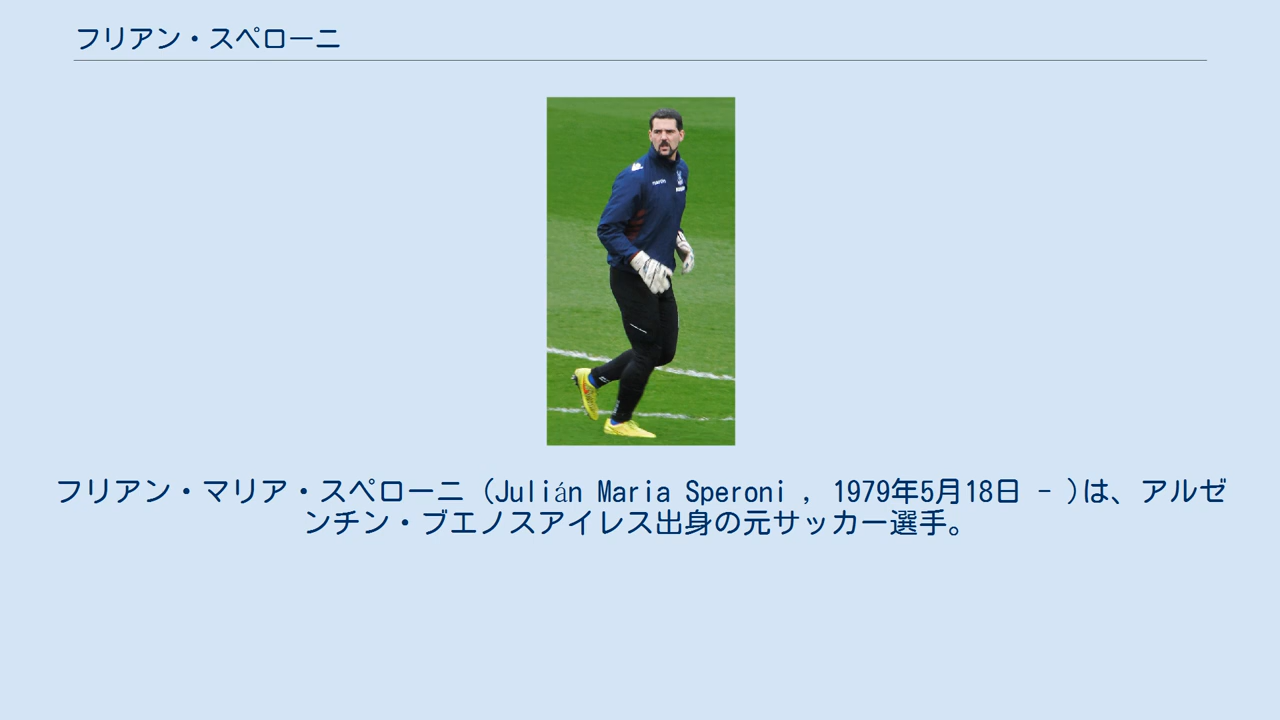 フリアン・スペローニ
フリアン・マリア・スペローニ（Julián Maria Speroni , 1979年5月18日 - )は、アルゼ
ンチン・ブエノスアイレス出身の元サッカー選手。